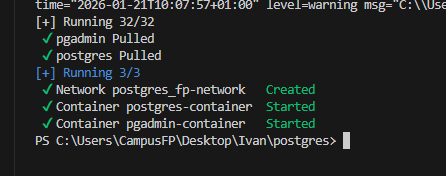 time="2026-01-21T10:07:57+01:00" level=warning msg="C:\\Use
[+] Running 32/32
✔ pgadmin Pulled
✔ postgres Pulled
[+] Running 3/3
✔ Network postgres_fp-network Created
✔ Container postgres-container Started
✔ Container pgadmin-container Started
PS C:\Users\CampusFP\Desktop\Ivan\postgres>